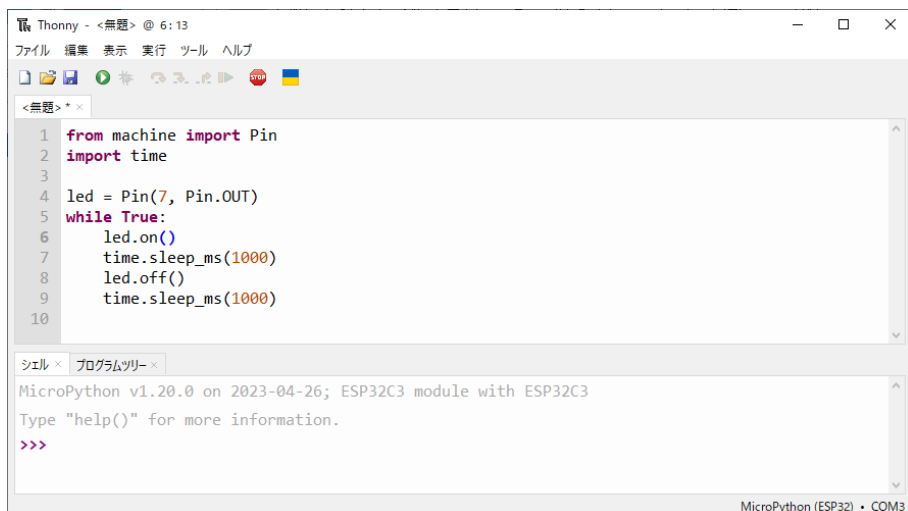 Thonny - <無題> @ 6:13
ファイル 編集 表示 実行 ツール ヘルプ
STOP
<無題> * ×
1 from machine import Pin
2 import time
3
4 led = Pin(7, Pin.OUT)
5 while True:
6     led.on()
7     time.sleep_ms(1000)
8     led.off()
9     time.sleep_ms(1000)
10
シェル × プログラムツリー ×
MicroPython v1.20.0 on 2023-04-26; ESP32C3 module with ESP32C3
Type "help()" for more information.
>>>
MicroPython (ESP32) • COM3